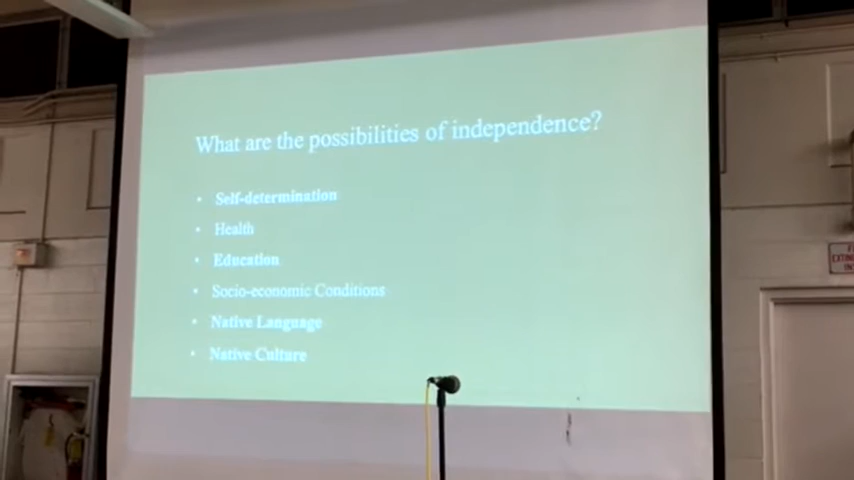 What are the possibilities of independence?
• Self-determination
• Health
• Education
• Socio-economic Conditions
• Native Language
• Native Culture